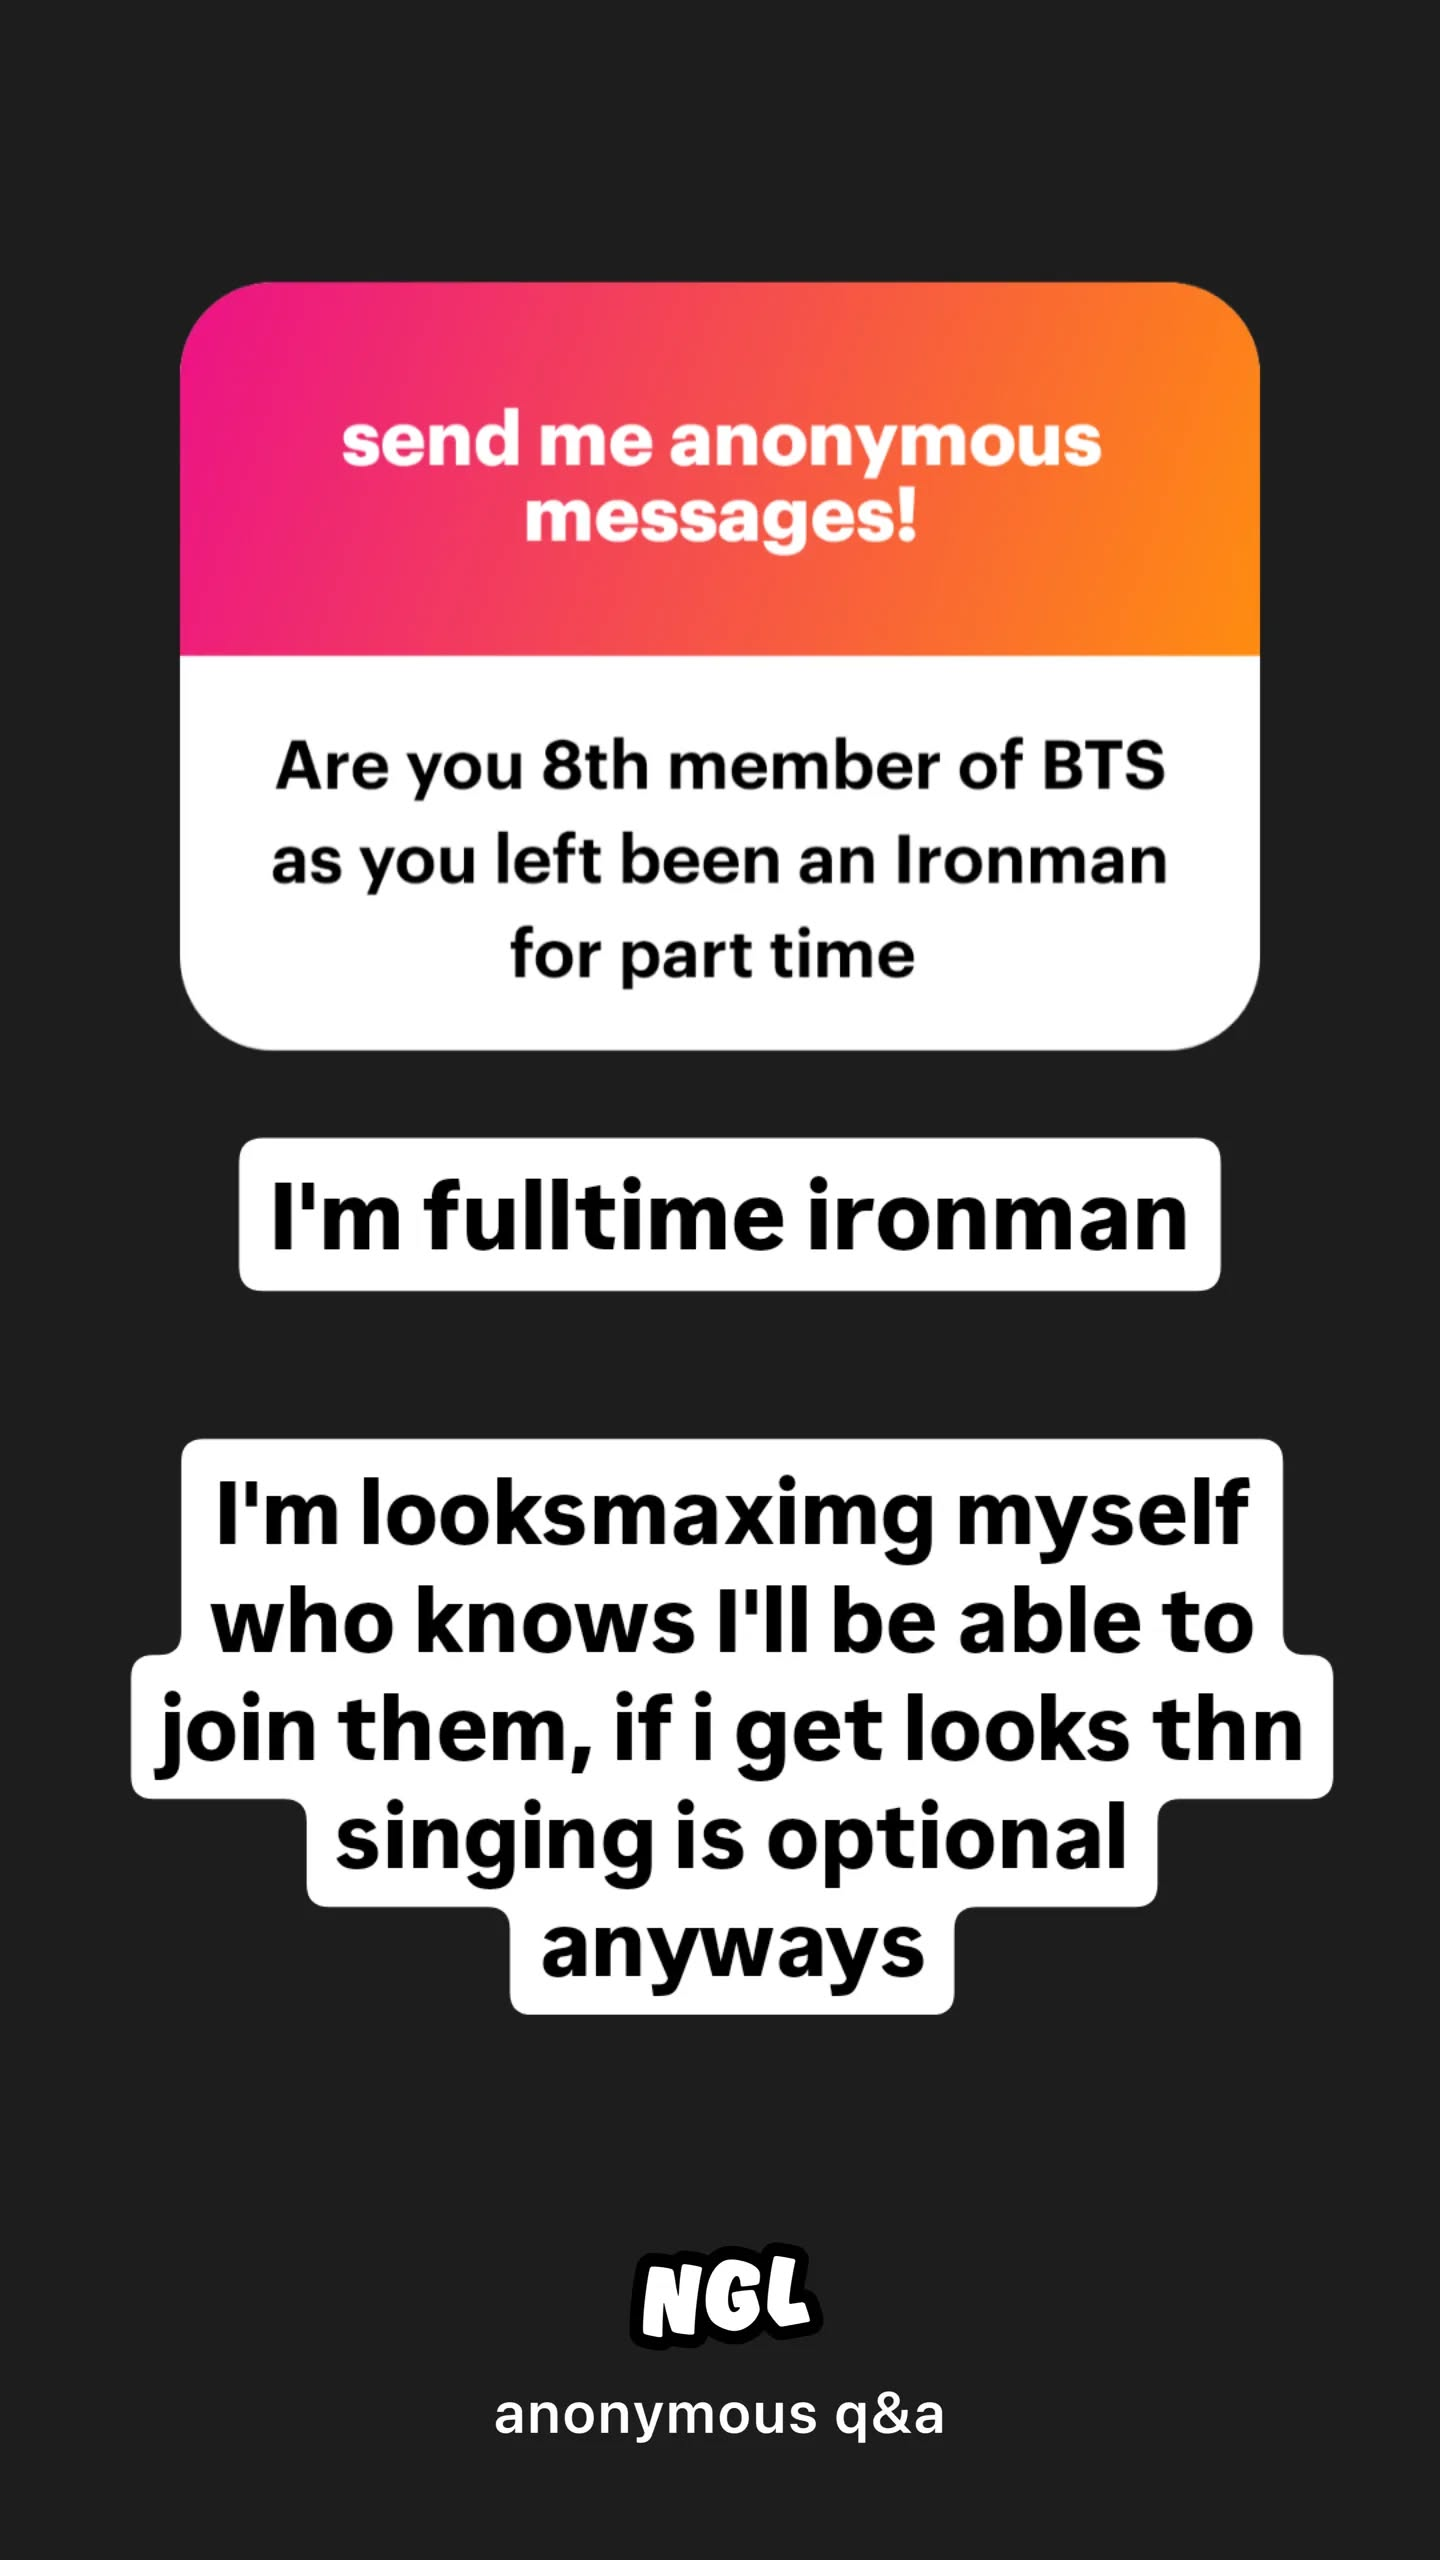 send me anonymous
messages!
Are you 8th member of BTS
as you left been an Ironman
for part time
I'm fulltime ironman
I'm looksmaximg myself
who knows I'll be able to
join them, if i get looks thn
singing is optional
anyways
NGL
anonymous q&a